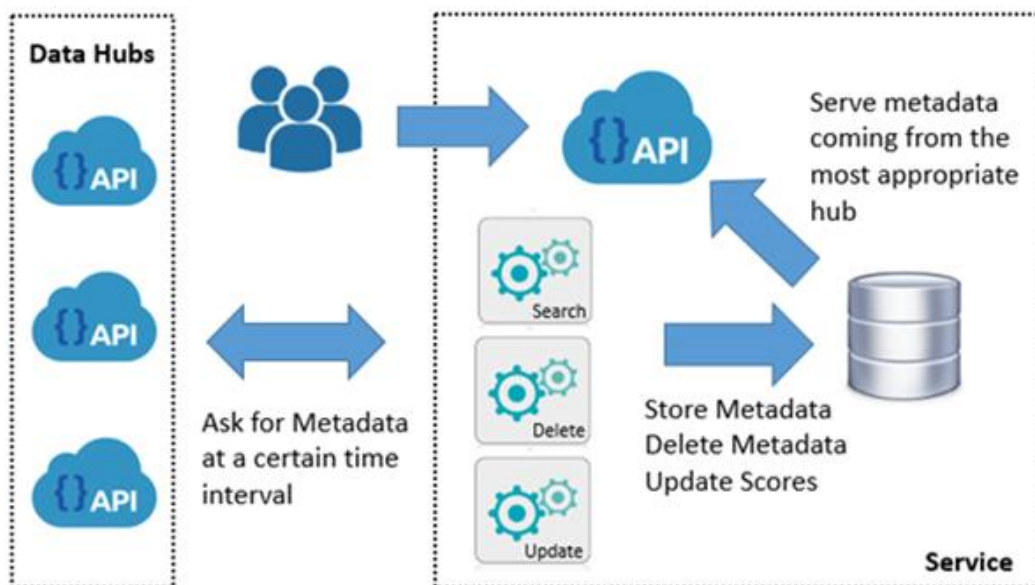 Data Hubs
{} API
{} API
{} API
Ask for Metadata
at a certain time
interval
{} API
Serve metadata
coming from the
most appropriate
hub
Search
Delete
Update
Store Metadata
Delete Metadata
Update Scores
Service